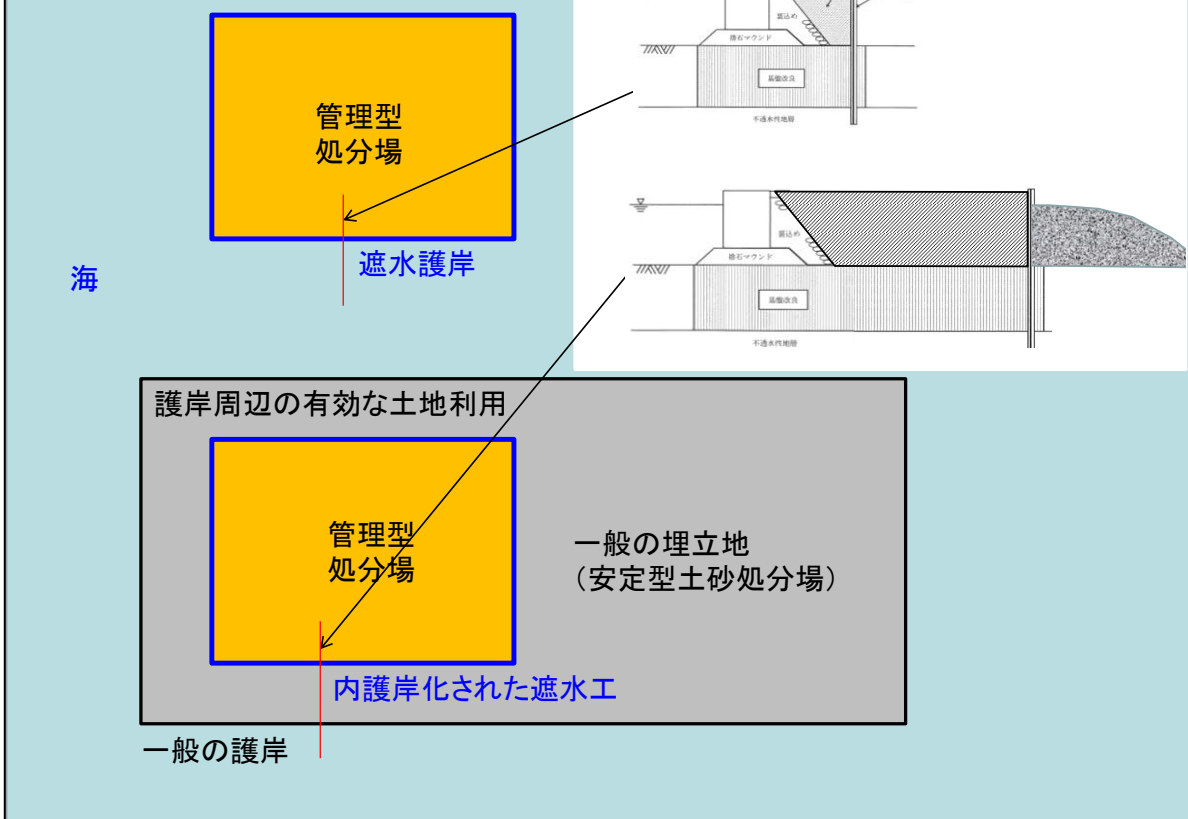 管理型
処分場
遮水護岸
海
裏込め
捨石マウンド
基盤改良
不透水性地層
裏込め
捨石マウンド
基盤改良
不透水性地層
護岸周辺の有効な土地利用
管理型
処分場
一般の埋立地
（安定型土砂処分場）
内護岸化された遮水工
一般の護岸